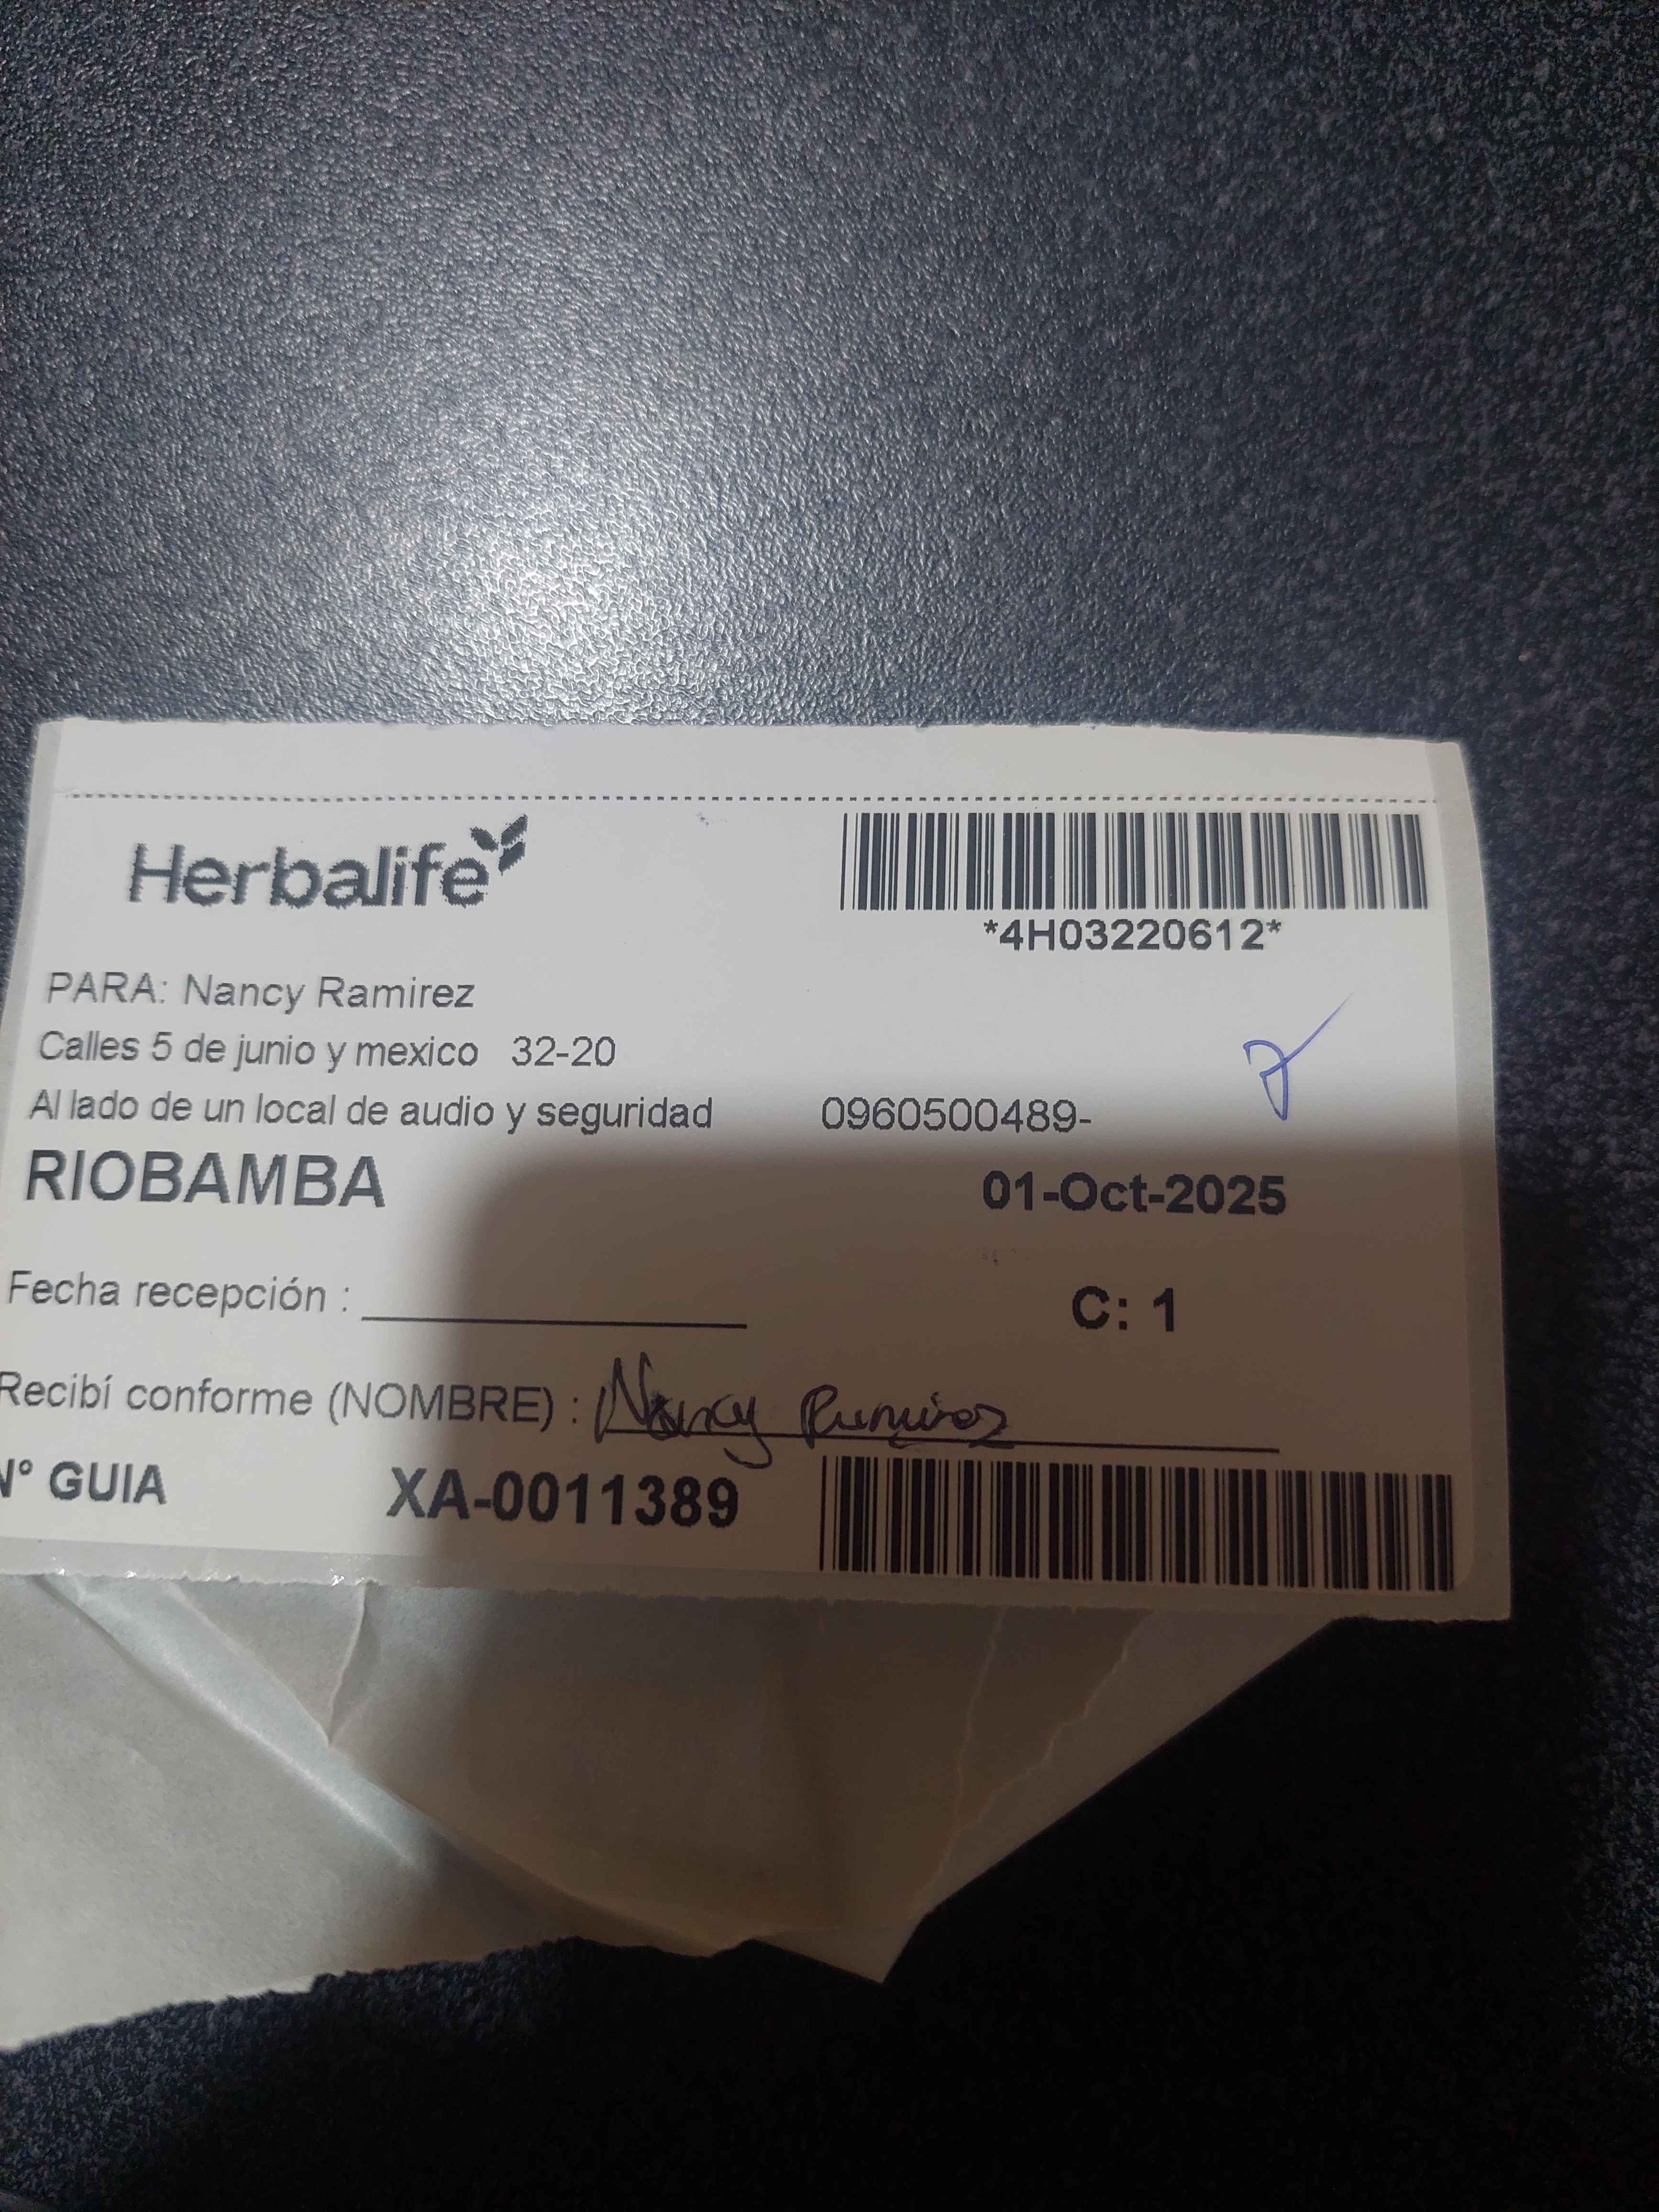 Herbalife
*4H03220612*
PARA: Nancy Ramirez
Calles 5 de junio y mexico 32-20
Al lado de un local de audio y seguridad 0960500489-
RIOBAMBA 01-Oct-2025
Fecha recepción :
C: 1
Recibí conforme (NOMBRE) : Nancy Ramirez
N° GUIA XA-0011389